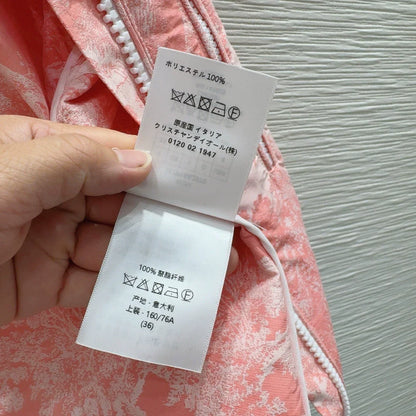 ポリエステル 100%
原産国 イタリア
クリスチャンディオール(株)
0120 02 1947
100% 聚酯纤维
产地 - 意大利
上装 - 160/76A
(36)